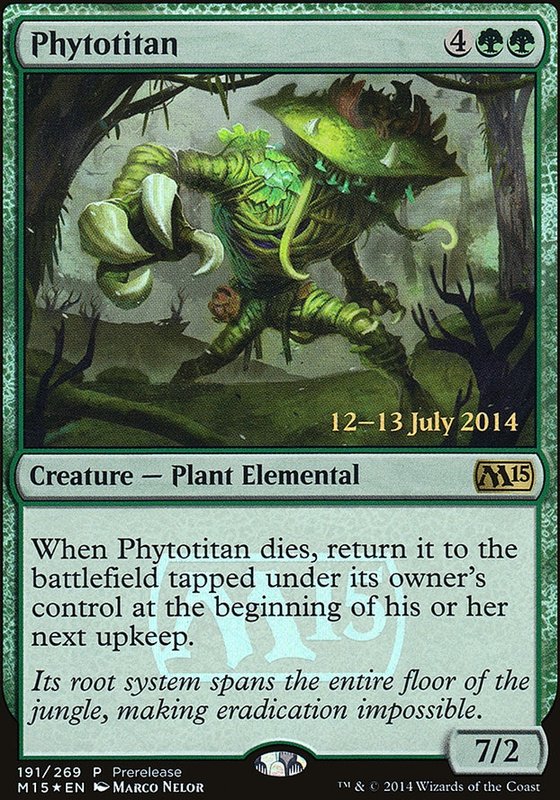 Phytotitan 4
12–13 July 2014
Creature — Plant Elemental M15
When Phytotitan dies, return it to the
battlefield tapped under its owner's
control at the beginning of his or her
next upkeep.
M15
Its root system spans the entire floor of the
jungle, making eradication impossible.
7/2
191/269 P Prerelease
M15★EN Marco Nelor ™ & © 2014 Wizards of the Coast